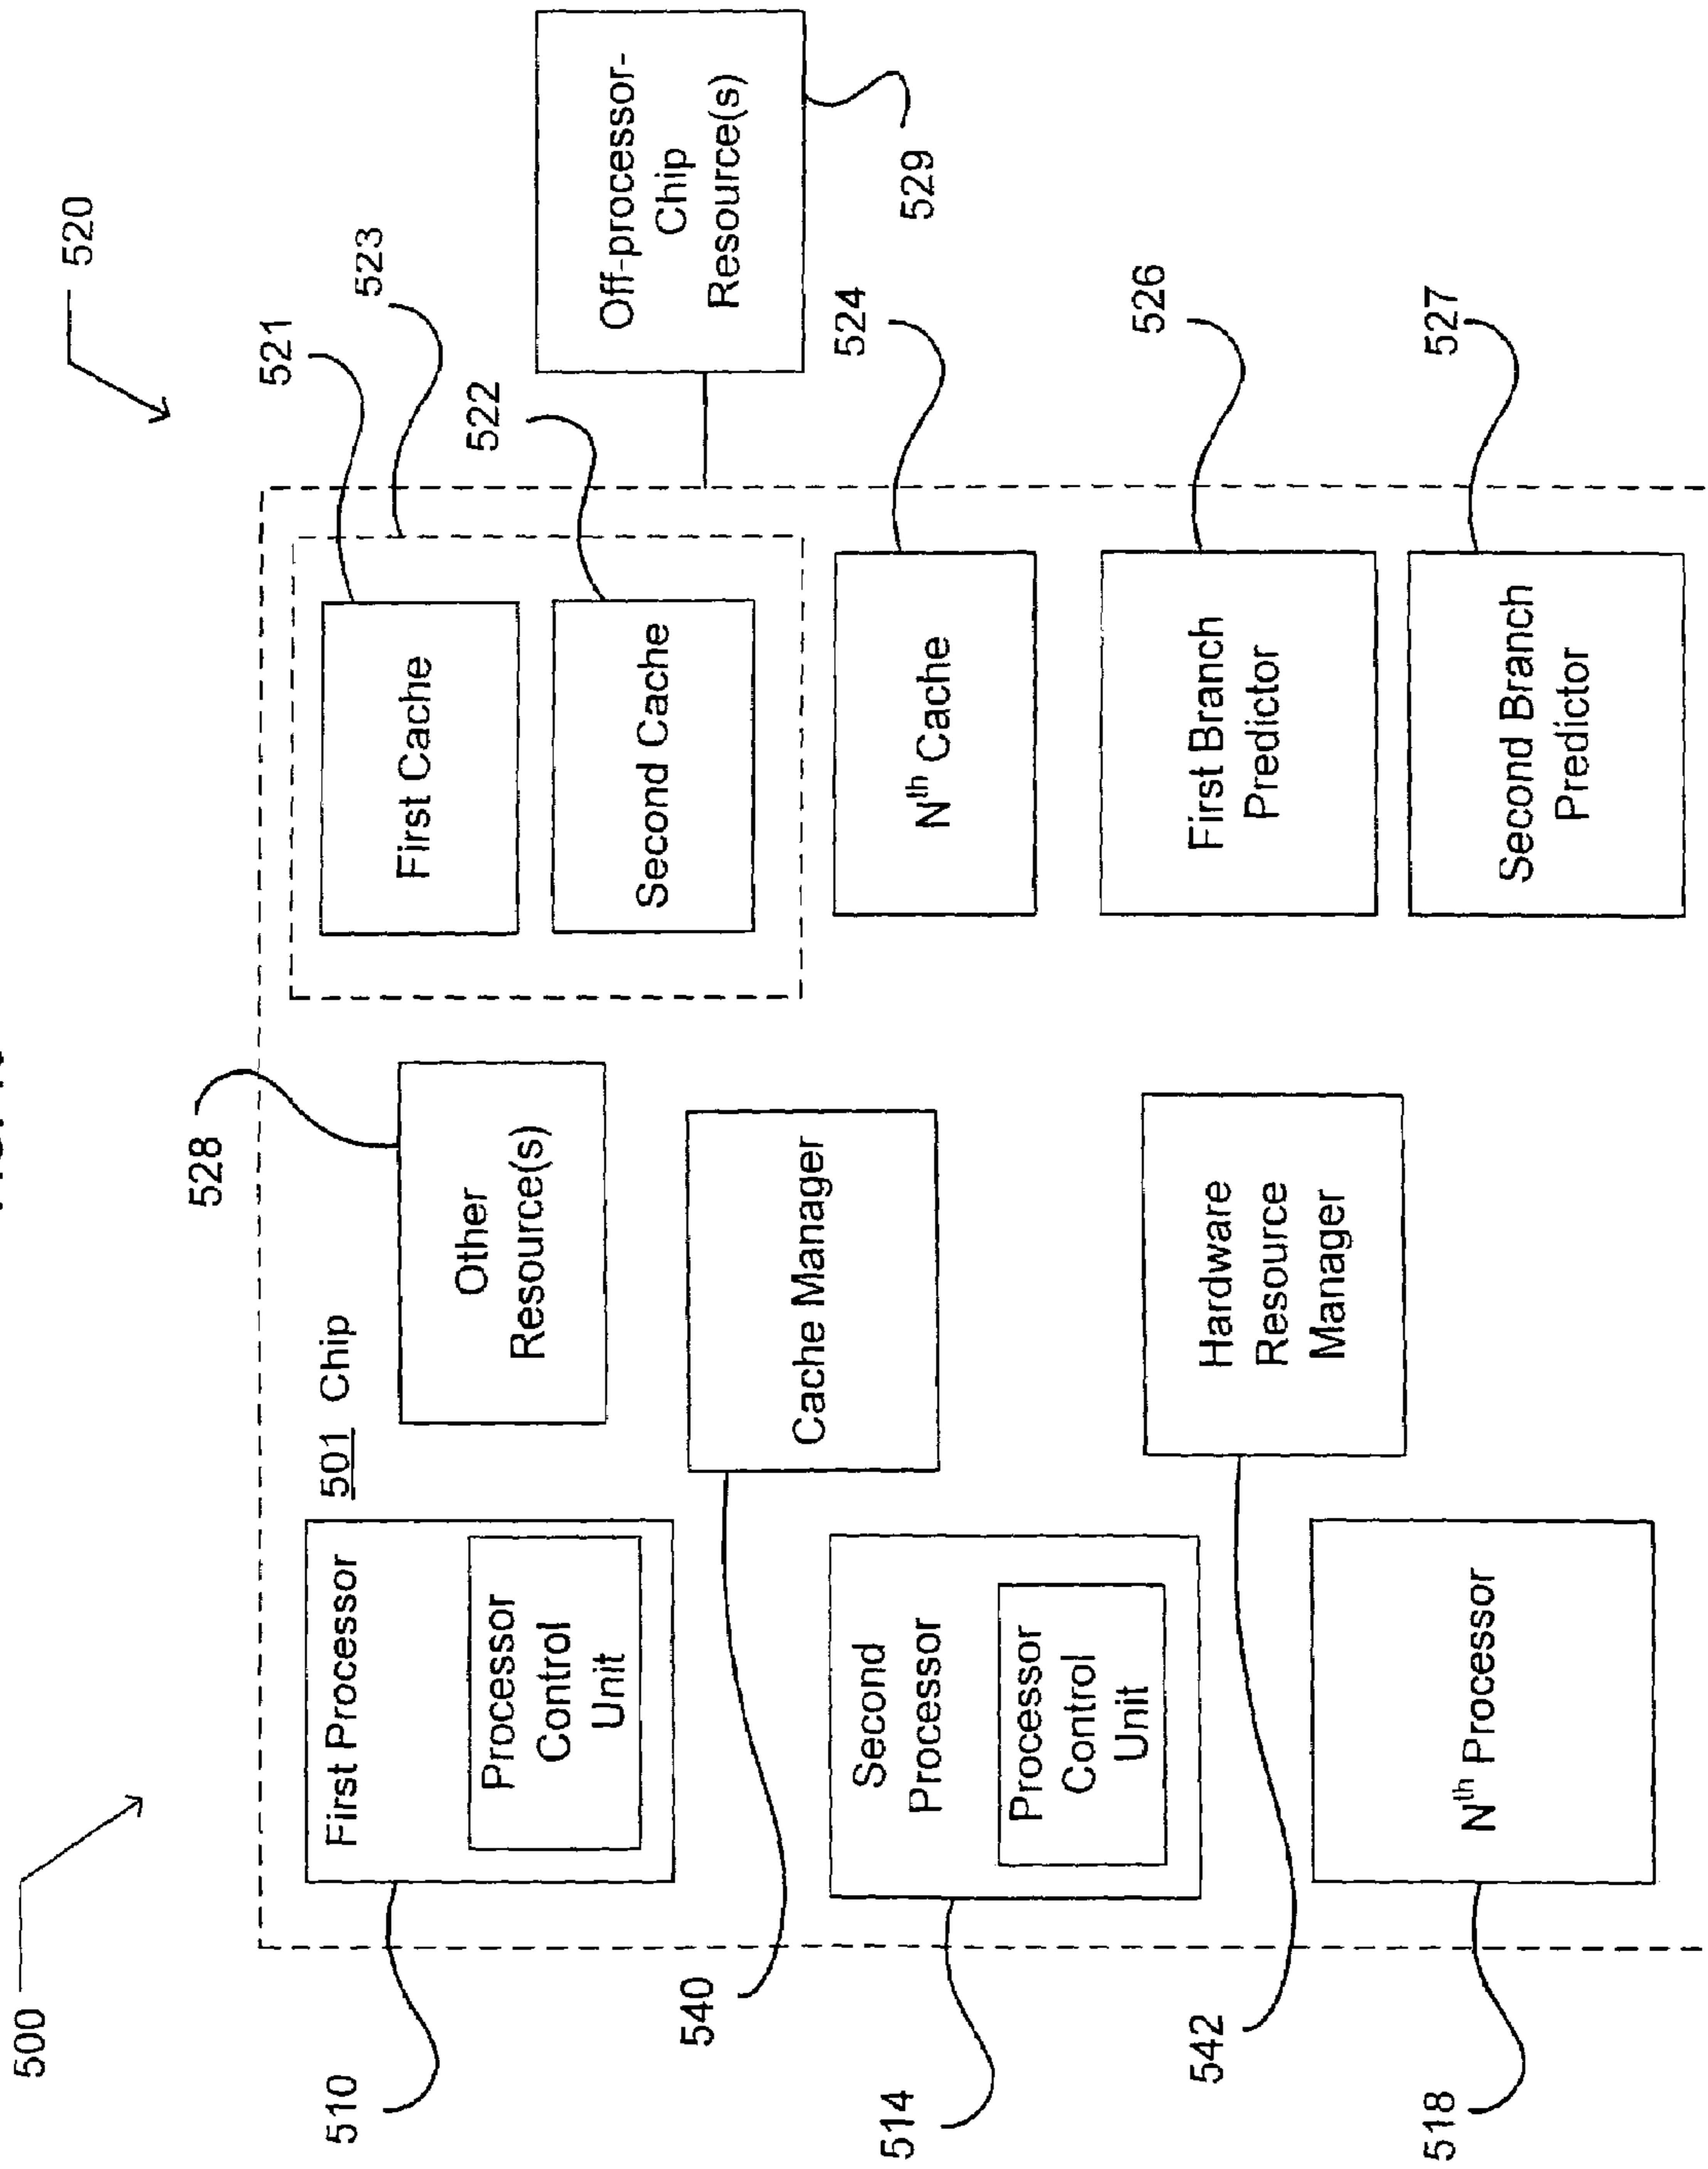 500
520
510
First Processor
Processor
Control
Unit
501 Chip
528
Other
Resource(s)
521
First Cache
523
522
Second Cache
Off-processor-
Chip
Resource(s)
529
540
Cache Manager
514
Second
Processor
Processor
Control
Unit
524
Nth Cache
542
Hardware
Resource
Manager
526
First Branch
Predictor
518
Nth Processor
527
Second Branch
Predictor